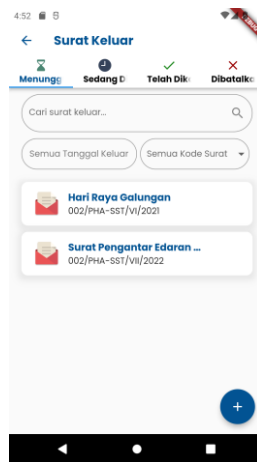 4:52
Surat Keluar
Menungg
Sedang D
Telah Dik
Dibatalk
Cari surat keluar...
Semua Tanggal Keluar
Semua Kode Surat
Hari Raya Galungan
002/PHA-SST/VI/2021
Surat Pengantar Edaran ...
002/PHA-SST/VII/2022